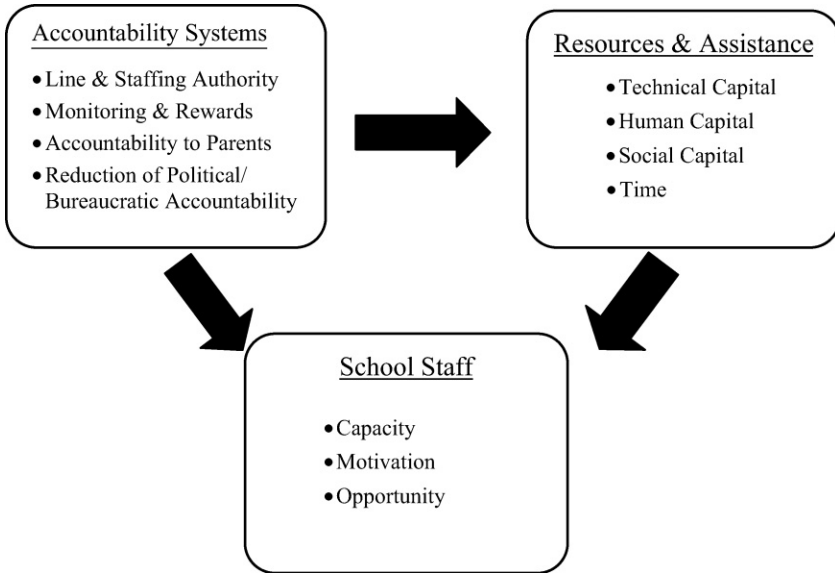 Accountability Systems
•Line & Staffing Authority
•Monitoring & Rewards
•Accountability to Parents
•Reduction of Political/
Bureaucratic Accountability
Resources & Assistance
•Technical Capital
•Human Capital
•Social Capital
•Time
School Staff
•Capacity
•Motivation
•Opportunity